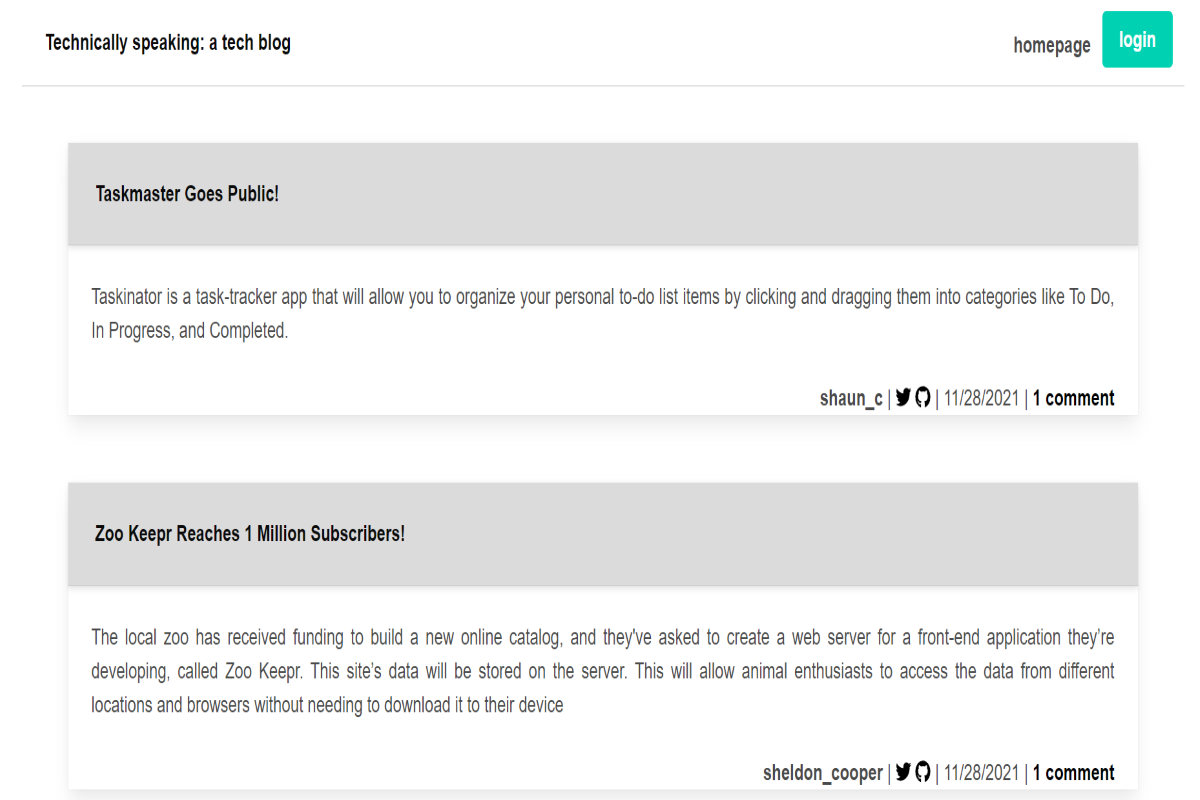 Technically speaking: a tech blog
homepage
login
Taskmaster Goes Public!
Taskinator is a task-tracker app that will allow you to organize your personal to-do list items by clicking and dragging them into categories like To Do,
In Progress, and Completed.
shaun_c | | 11/28/2021 | 1 comment
Zoo Keepr Reaches 1 Million Subscribers!
The local zoo has received funding to build a new online catalog, and they've asked to create a web server for a front-end application they’re
developing, called Zoo Keepr. This site’s data will be stored on the server. This will allow animal enthusiasts to access the data from different
locations and browsers without needing to download it to their device
sheldon_cooper | | 11/28/2021 | 1 comment